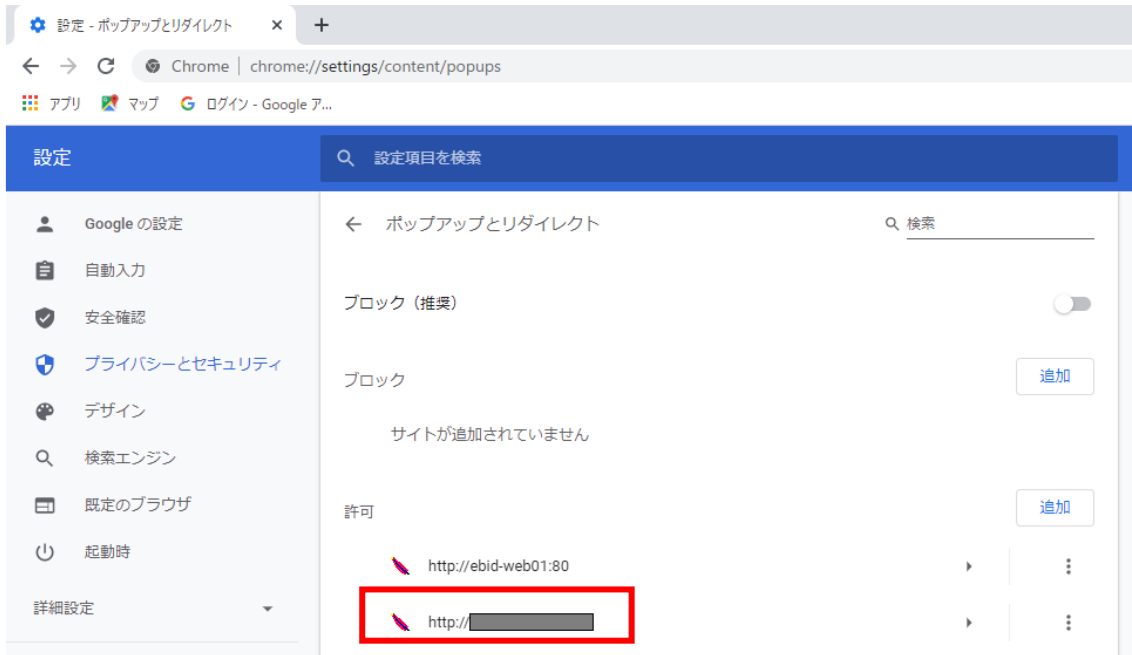 設定 - ポップアップとリダイレクト
Chrome | chrome://settings/content/popups
アプリ マップ ログイン - Google ア...
設定
設定項目を検索
Google の設定
自動入力
安全確認
プライバシーとセキュリティ
デザイン
検索エンジン
既定のブラウザ
起動時
詳細設定
ポップアップとリダイレクト
検索
ブロック（推奨）
ブロック
追加
サイトが追加されていません
許可
追加
http://ebid-web01:80
http://